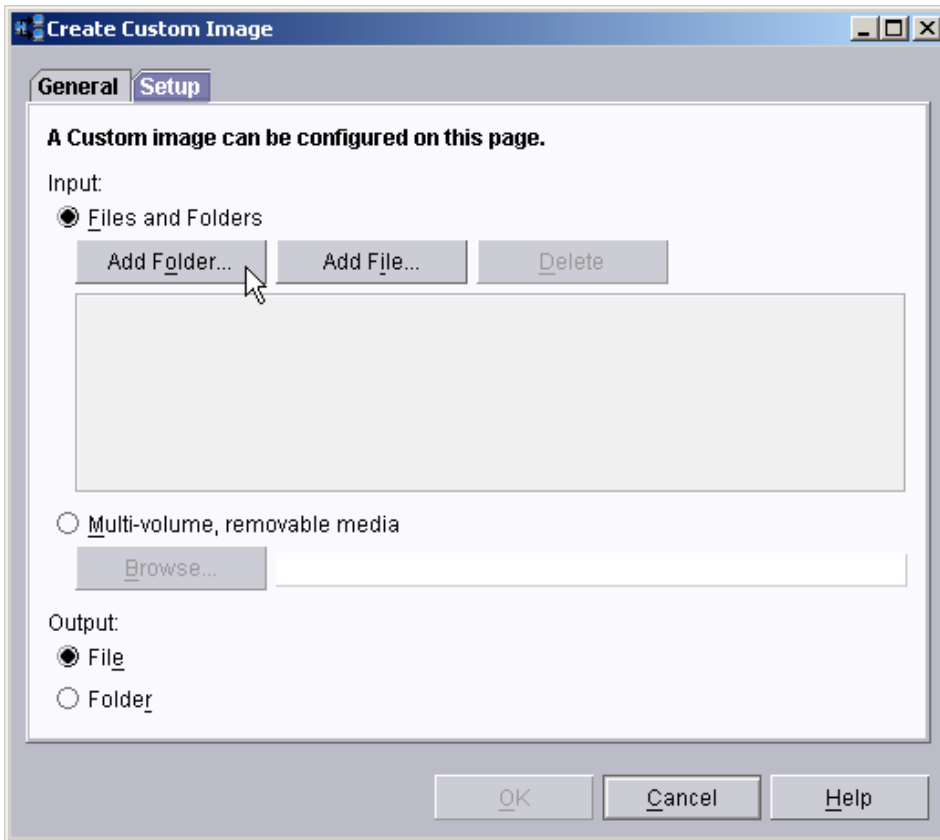 Create Custom Image
General Setup
A Custom image can be configured on this page.
Input:
Files and Folders
Add Folder... Add File... Delete
Multi-volume, removable media
Browse...
Output:
File
Folder
OK Cancel Help